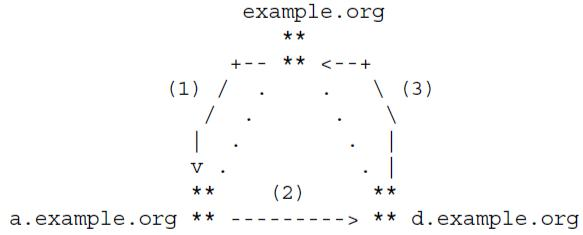 example.org
**
+-- ** <--+
(1) / . . \ (3)
/ . . \
| . . |
v . . |
** (2) **
a.example.org ** ---------> ** d.example.org